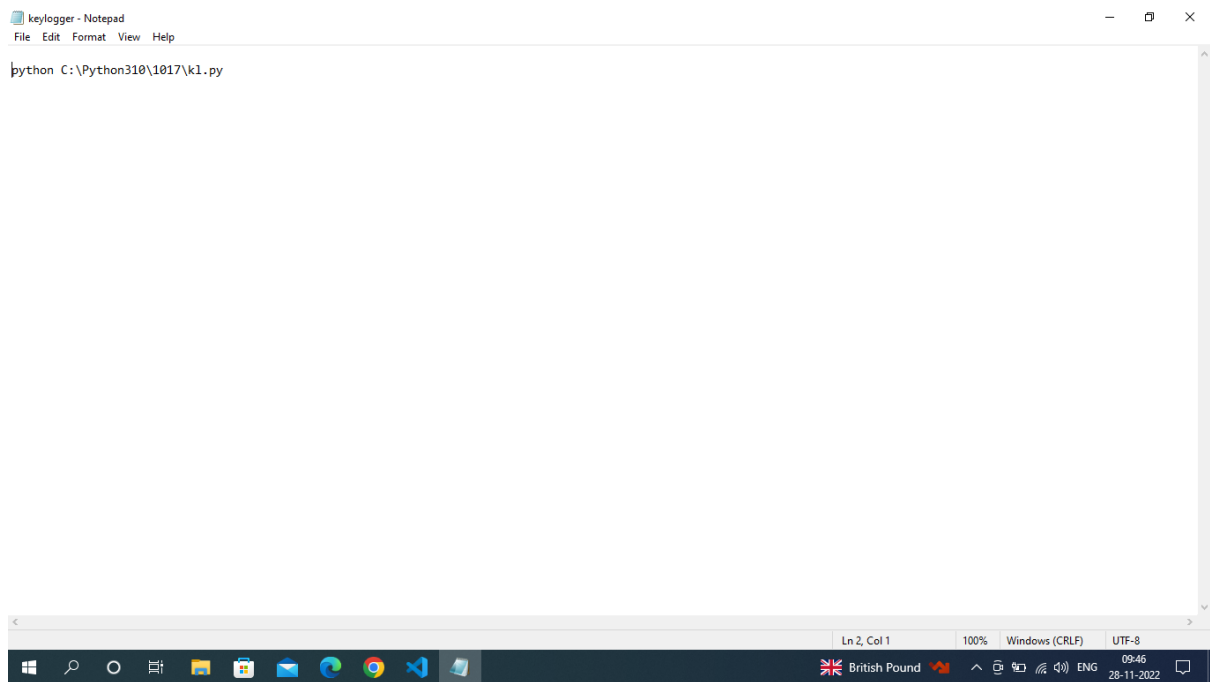 keylogger - Notepad
File Edit Format View Help
python C:\Python310\1017\kl.py
Ln 2, Col 1 100% Windows (CRLF) UTF-8
British Pound ENG 09:46
28-11-2022